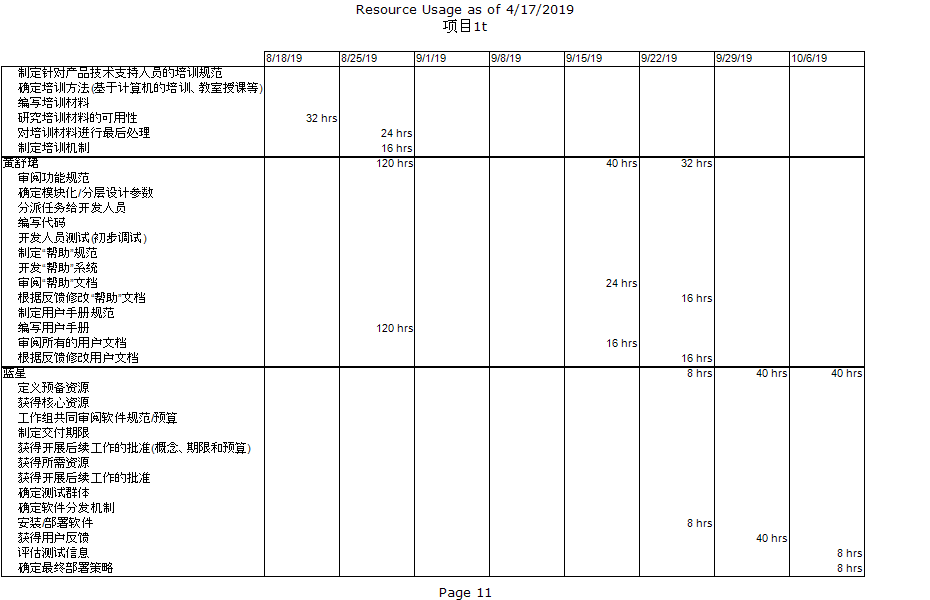 Resource Usage as of 4/17/2019
项目1t
8/18/19 8/25/19 9/1/19 9/8/19 9/15/19 9/22/19 9/29/19 10/6/19
制定针对产品技术支持人员的培训规范
确定培训方法(基于计算机的培训、教室授课等)
编写培训材料
研究培训材料的可用性 32 hrs
对培训材料进行最后处理 24 hrs
制定培训机制 16 hrs
黄舒珺 120 hrs 40 hrs 32 hrs
审阅功能规范
确定模块化/分层设计参数
分派任务给开发人员
编写代码
开发人员测试(初步调试)
制定“帮助”规范
开发“帮助”系统
审阅“帮助”文档 24 hrs
根据反馈修改“帮助”文档 16 hrs
制定用户手册规范
编写用户手册 120 hrs
审阅所有的用户文档 16 hrs
根据反馈修改用户文档 16 hrs
蓝星 8 hrs 40 hrs 40 hrs
定义预备资源
获得核心资源
工作组共同审阅软件规范/预算
制定交付期限
获得开展后续工作的批准(概念、期限和预算)
获得所需资源
获得开展后续工作的批准
确定测试群体
确定软件分发机制
安装/部署软件 8 hrs
获得用户反馈 40 hrs
评估测试信息 8 hrs
确定最终部署策略 8 hrs
Page 11